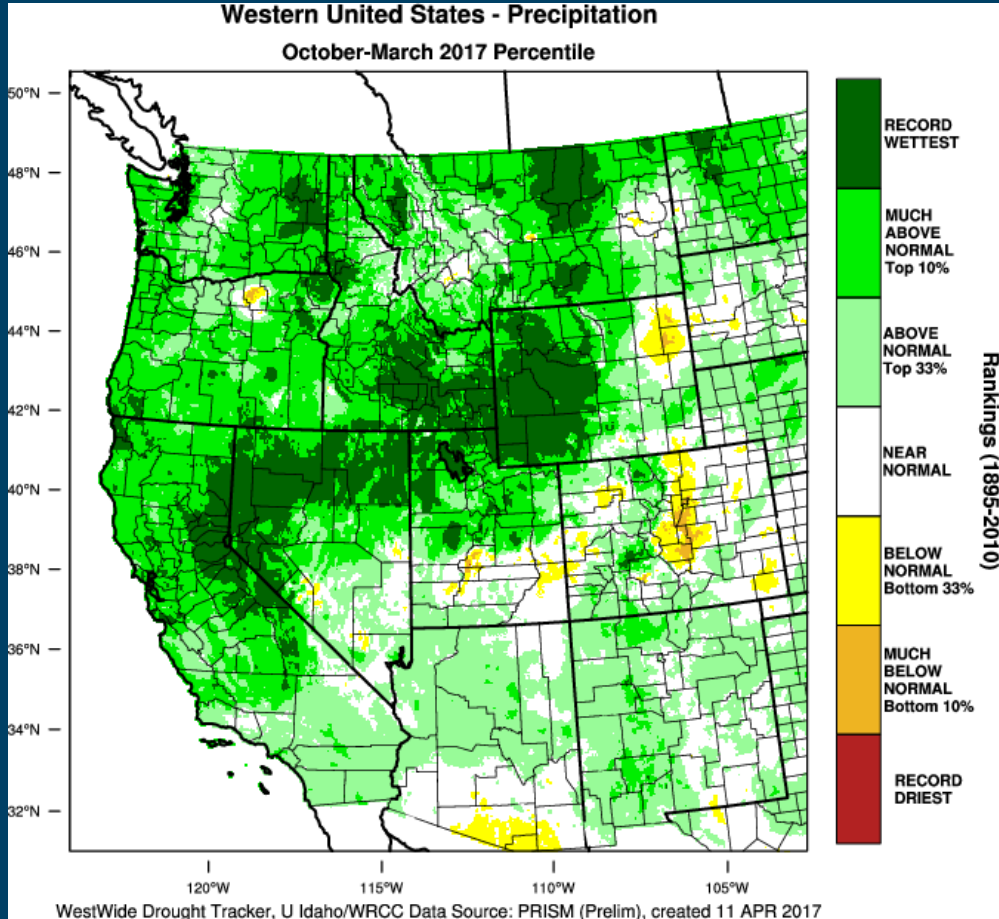 Western United States - Precipitation
October-March 2017 Percentile
50°N
48°N
46°N
44°N
42°N
40°N
38°N
36°N
34°N
32°N
120°W
115°W
110°W
105°W
RECORD
WETTEST
MUCH
ABOVE
NORMAL
Top 10%
ABOVE
NORMAL
Top 33%
NEAR
NORMAL
BELOW
NORMAL
Bottom 33%
MUCH
BELOW
NORMAL
Bottom 10%
RECORD
DRIEST
Rankings (1895-2010)
WestWide Drought Tracker, U Idaho/WRCC Data Source: PRISM (Prelim), created 11 APR 2017